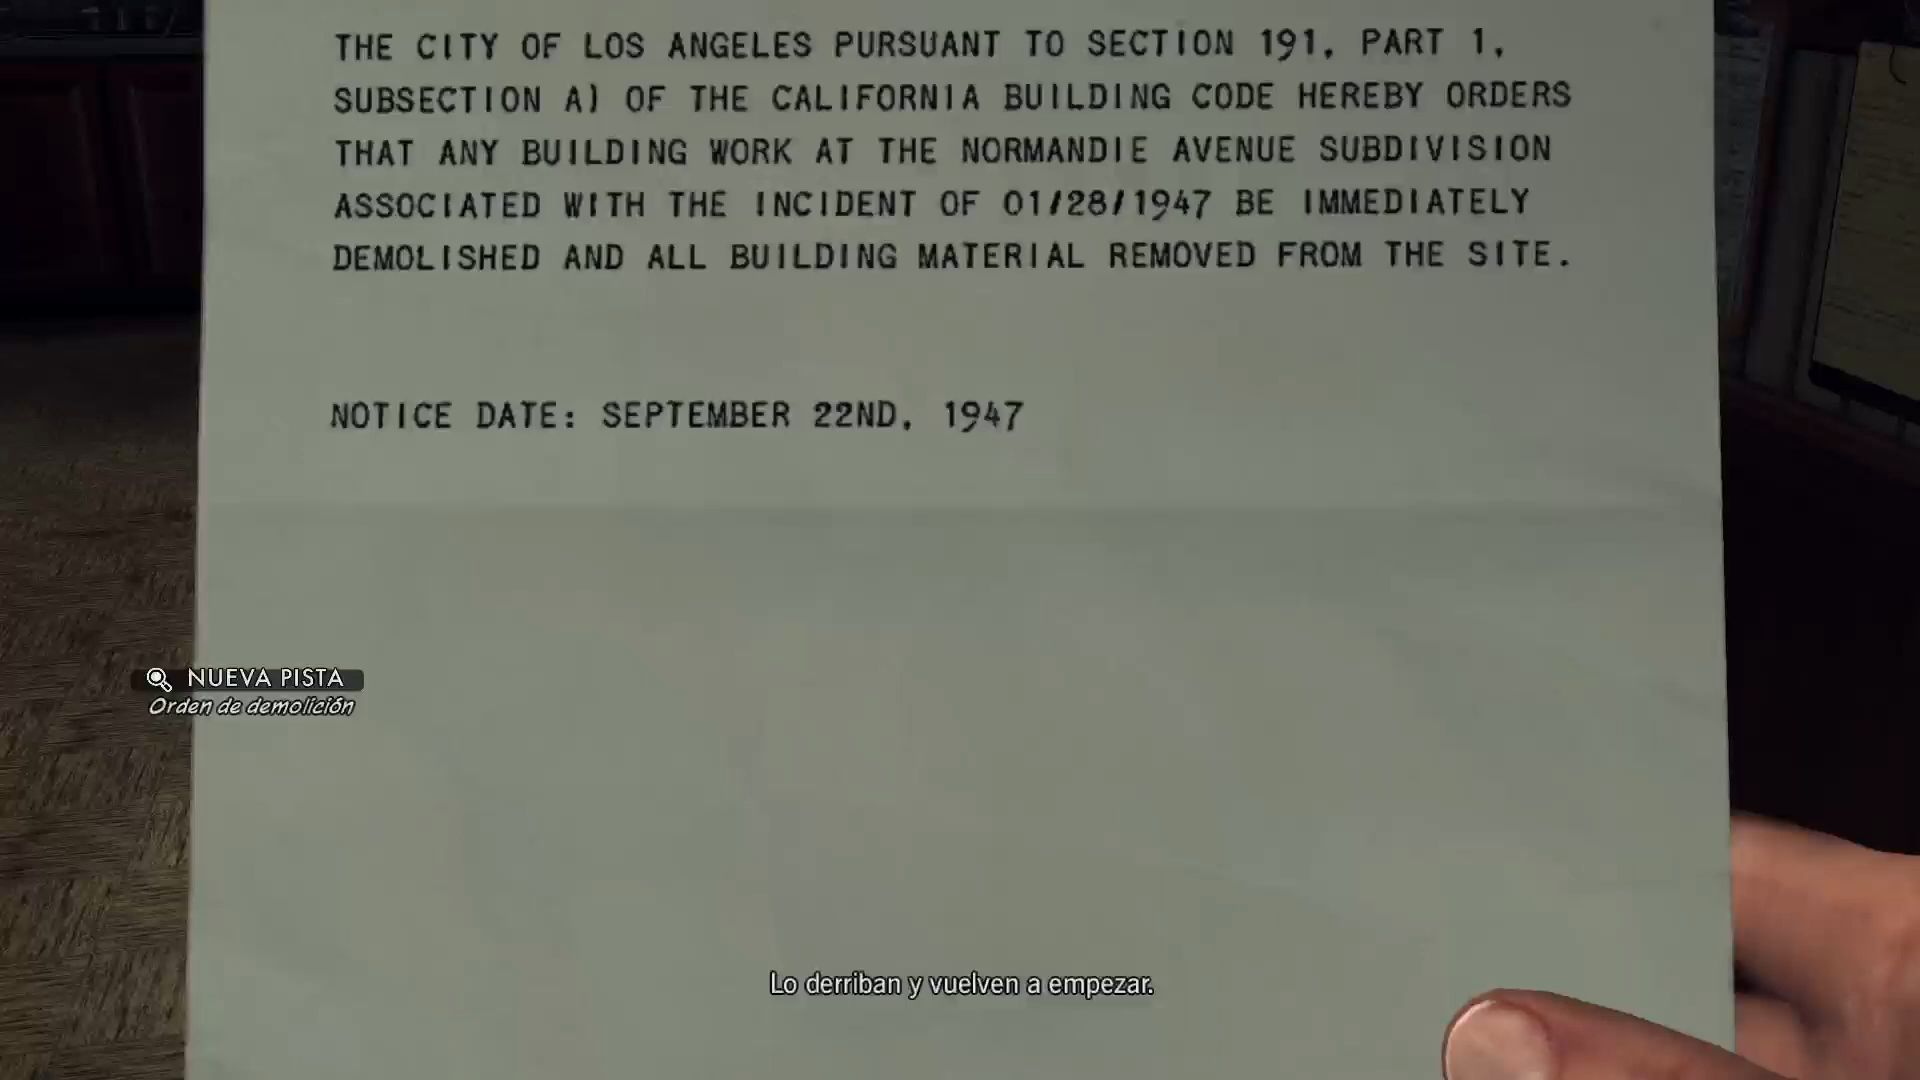 THE CITY OF LOS ANGELES PURSUANT TO SECTION 191, PART 1,
SUBSECTION A) OF THE CALIFORNIA BUILDING CODE HEREBY ORDERS
THAT ANY BUILDING WORK AT THE NORMANDIE AVENUE SUBDIVISION
ASSOCIATED WITH THE INCIDENT OF 01/28/1947 BE IMMEDIATELY
DEMOLISHED AND ALL BUILDING MATERIAL REMOVED FROM THE SITE.
NOTICE DATE: SEPTEMBER 22ND, 1947
NUEVA PISTA
Orden de demolición
Lo derriban y vuelven a empezar.